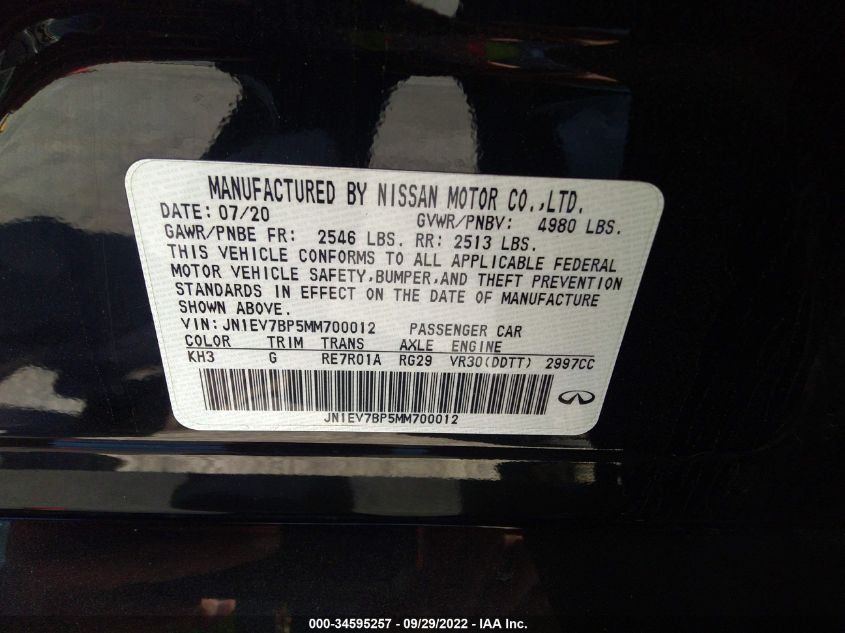 MANUFACTURED BY NISSAN MOTOR CO.,LTD.
DATE: 07/20 GVWR/PNBV: 4980 LBS.
GAWR/PNBE FR: 2546 LBS. RR: 2513 LBS.
THIS VEHICLE CONFORMS TO ALL APPLICABLE FEDERAL
MOTOR VEHICLE SAFETY,BUMPER,AND THEFT PREVENTION
STANDARDS IN EFFECT ON THE DATE OF MANUFACTURE
SHOWN ABOVE.
VIN: JN1EV7BP5MM700012 PASSENGER CAR
COLOR TRIM TRANS AXLE ENGINE
KH3 G RE7R01A RG29 VR30(DDTT) 2997CC
JN1EV7BP5MM700012
000-34595257 - 09/29/2022 - IAA Inc.